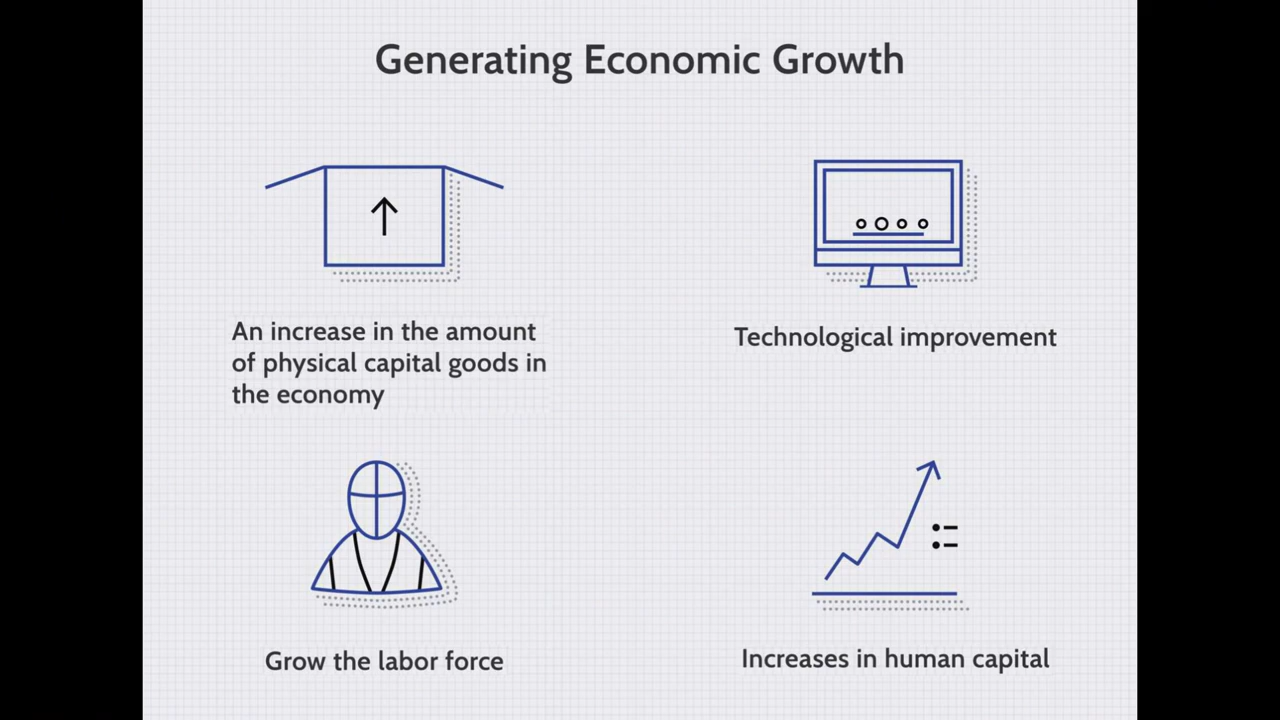 Generating Economic Growth
An increase in the amount
of physical capital goods in
the economy
Technological improvement
Grow the labor force
Increases in human capital